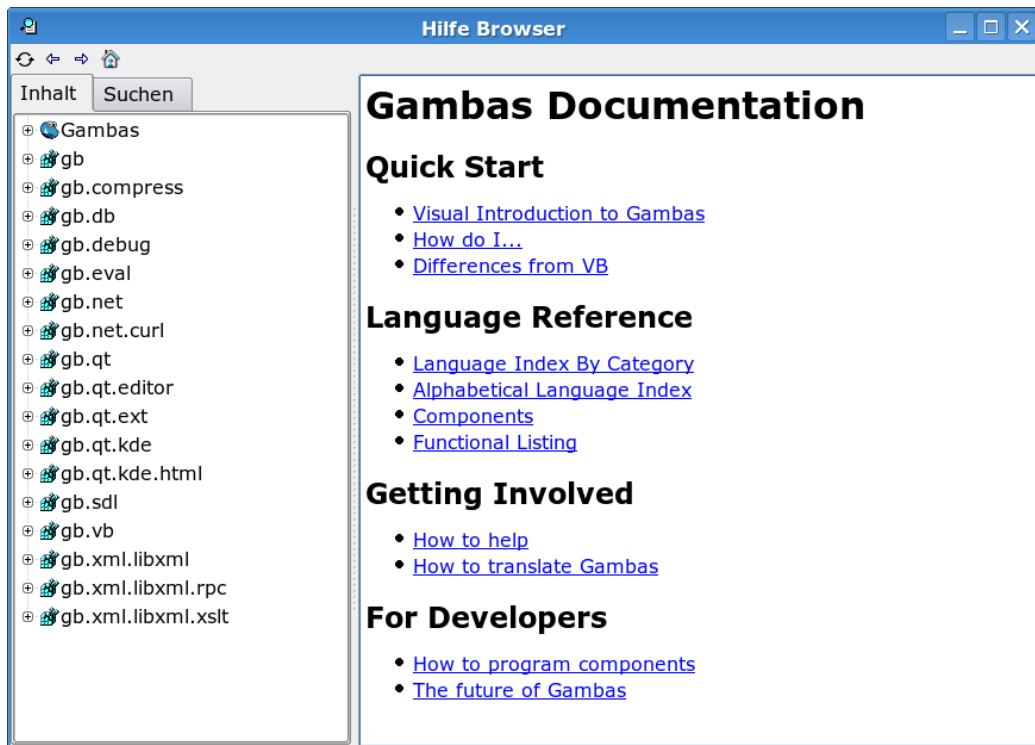 Hilfe Browser
Inhalt
Suchen
Gambas
gb
gb.compress
gb.db
gb.debug
gb.eval
gb.net
gb.net.curl
gb.qt
gb.qt.editor
gb.qt.ext
gb.qt.kde
gb.qt.kde.html
gb.sdl
gb.vb
gb.xml.libxml
gb.xml.libxml.rpc
gb.xml.libxml.xslt
Gambas Documentation
Quick Start
Visual Introduction to Gambas
How do I...
Differences from VB
Language Reference
Language Index By Category
Alphabetical Language Index
Components
Functional Listing
Getting Involved
How to help
How to translate Gambas
For Developers
How to program components
The future of Gambas